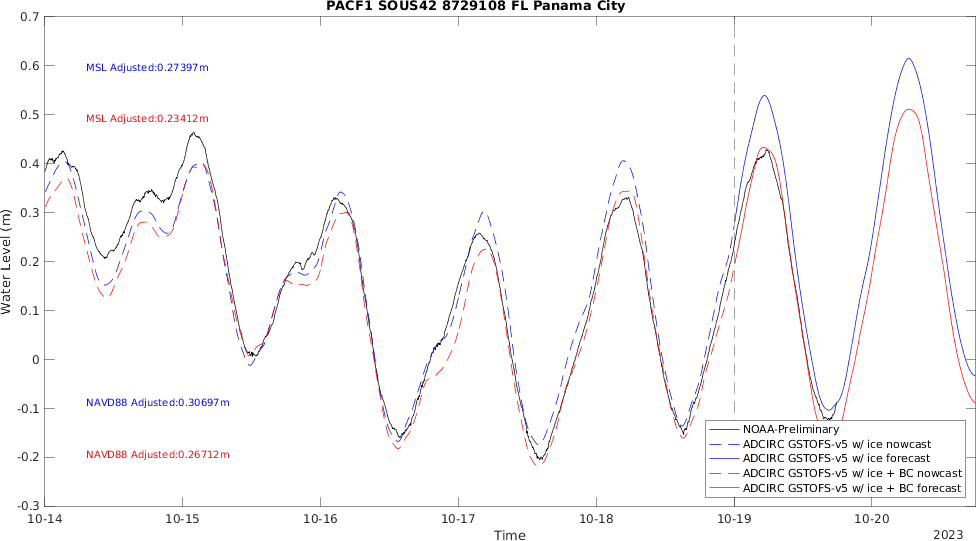 PACF1 SOUS42 8729108 FL Panama City
0.7
0.6
0.5
0.4
0.3
0.2
0.1
0
-0.1
-0.2
-0.3
Water Level (m)
MSL Adjusted:0.27397m
MSL Adjusted:0.23412m
NAVD88 Adjusted:0.30697m
NAVD88 Adjusted:0.26712m
NOAA-Preliminary
ADCIRC GSTOFS-v5 w/ ice nowcast
ADCIRC GSTOFS-v5 w/ ice forecast
ADCIRC GSTOFS-v5 w/ ice + BC nowcast
ADCIRC GSTOFS-v5 w/ ice + BC forecast
10-14 10-15 10-16 10-17 10-18 10-19 10-20
Time
2023